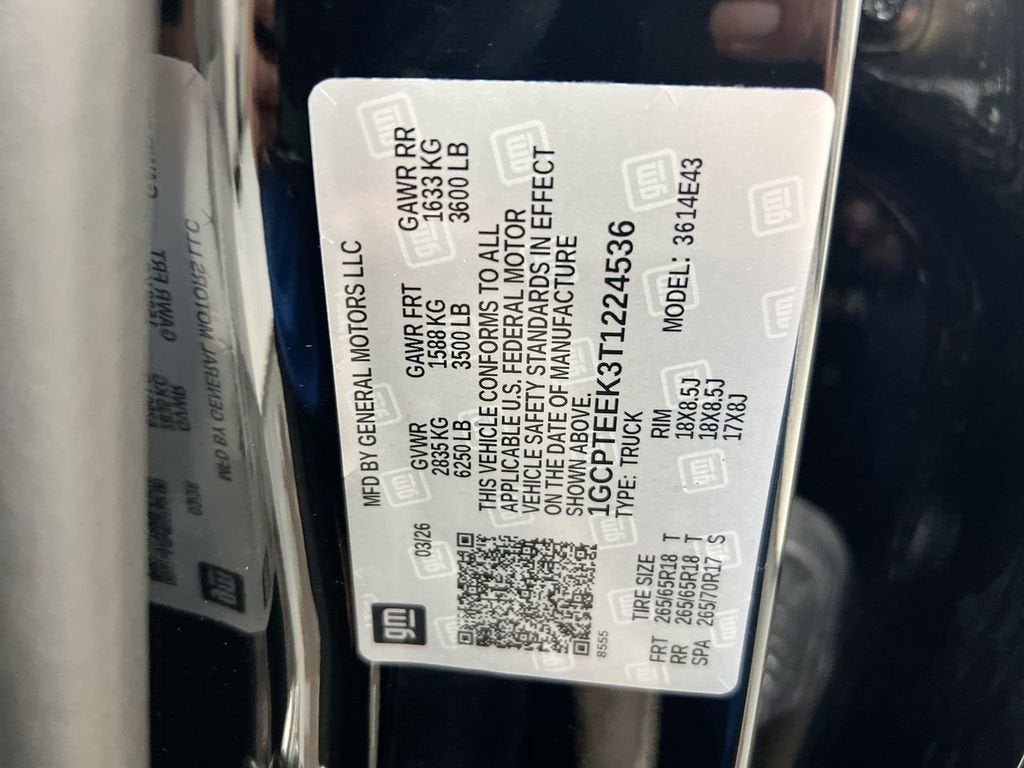 gm
MFD BY GENERAL MOTORS LLC
03/26
GVWR GAWR FRT GAWR RR
2835 KG 1588 KG 1633 KG
6250 LB 3500 LB 3600 LB
THIS VEHICLE CONFORMS TO ALL
APPLICABLE U.S. FEDERAL MOTOR
VEHICLE SAFETY STANDARDS IN EFFECT
ON THE DATE OF MANUFACTURE
SHOWN ABOVE.
1GCPTEEK3T1224536
8555
TYPE: TRUCK
TIRE SIZE RIM MODEL: 3614E43
FRT 265/65R18 T 18X8.5J
RR 265/65R18 T 18X8.5J
SPA 265/70R17 S 17X8J